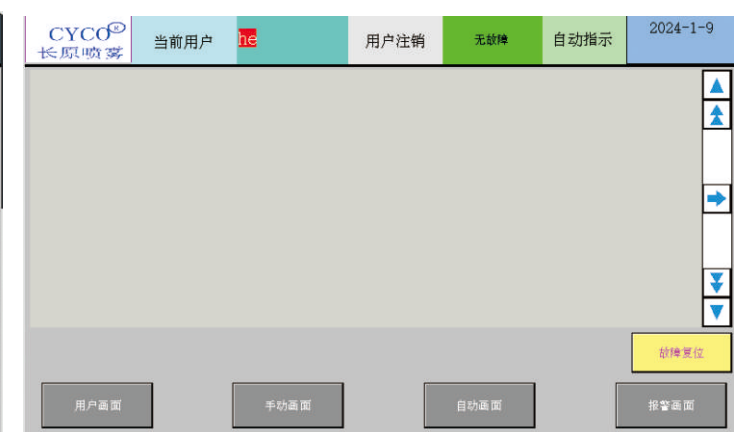 CYCO®
长原喷雾
当前用户
he
用户注销
无故障
自动指示
2024-1-9
故障复位
用户画面
手动画面
自动画面
报警画面